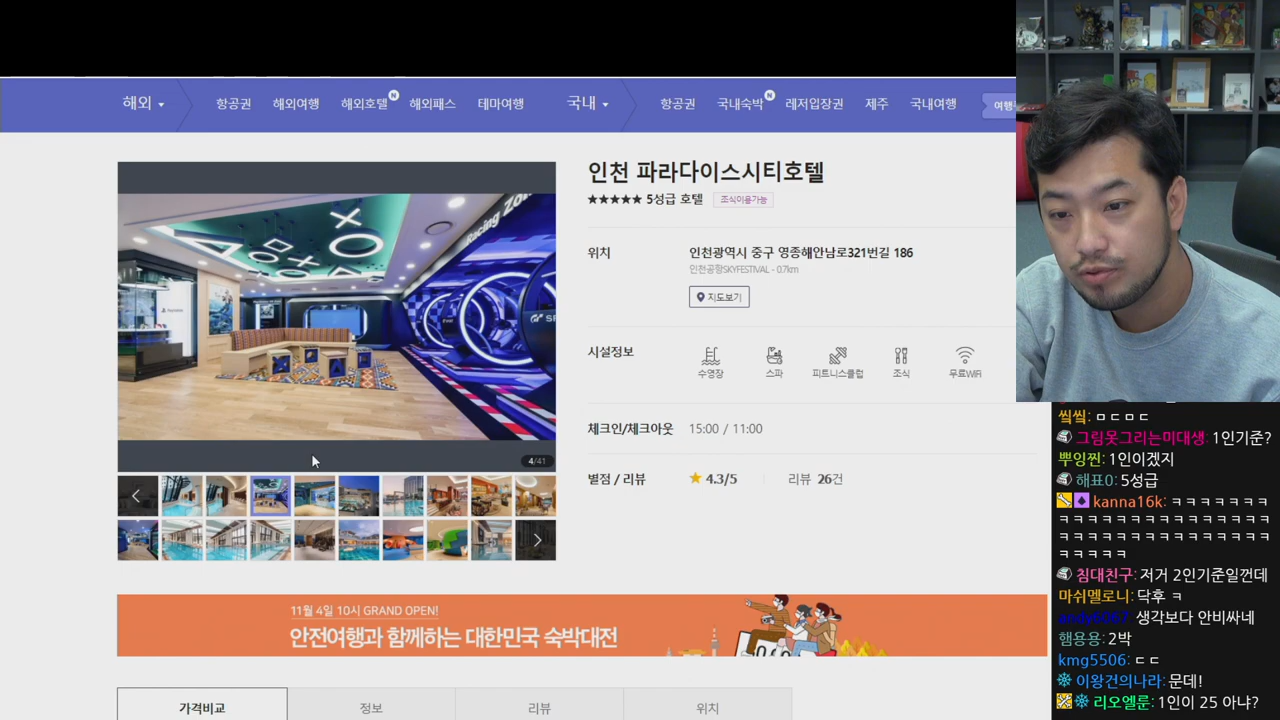 해외
항공권
해외여행
해외호텔
N
해외패스
테마여행
국내
항공권
국내숙박
N
레저입장권
제주
국내여행
Racing Zo
인천 파라다이스시티호텔
★★★★★ 5성급 호텔
조식이용가능
위치
인천광역시 중구 영종해안남로321번길 186
인천공항SKYFESTIVAL - 0.7km
지도보기
시설정보
수영장
스파
피트니스클럽
조식
무료WiFi
체크인/체크아웃
15:00 / 11:00
4/41
별점 / 리뷰
★ 4.3/5
리뷰 26건
11월 4일 10시 GRAND OPEN!
안전여행과 함께하는 대한민국 숙박대전
가격비교
정보
리뷰
위치
씤씤: ㅁㄷㅁㄷ
그림못그리는미대생: 1인기준?
뿌잉찐: 1인이겠지
해표0: 5성급
kanna16k: ㅋㅋㅋㅋㅋㅋㅋ
ㅋㅋㅋㅋㅋㅋㅋㅋㅋㅋㅋㅋㅋㅋㅋ
ㅋㅋㅋㅋㅋㅋㅋㅋㅋㅋㅋㅋㅋㅋㅋ
ㅋㅋㅋㅋㅋ
침대친구: 저거 2인기준일껀데
마쉬멜로니: 닥후 ㅋ
andy6067: 생각보다 안비싸네
햄용용: 2박
kmg5506: ㄷㄷ
이왕건의나라: 문데!
리오엘룬: 1인이 25 아냐?